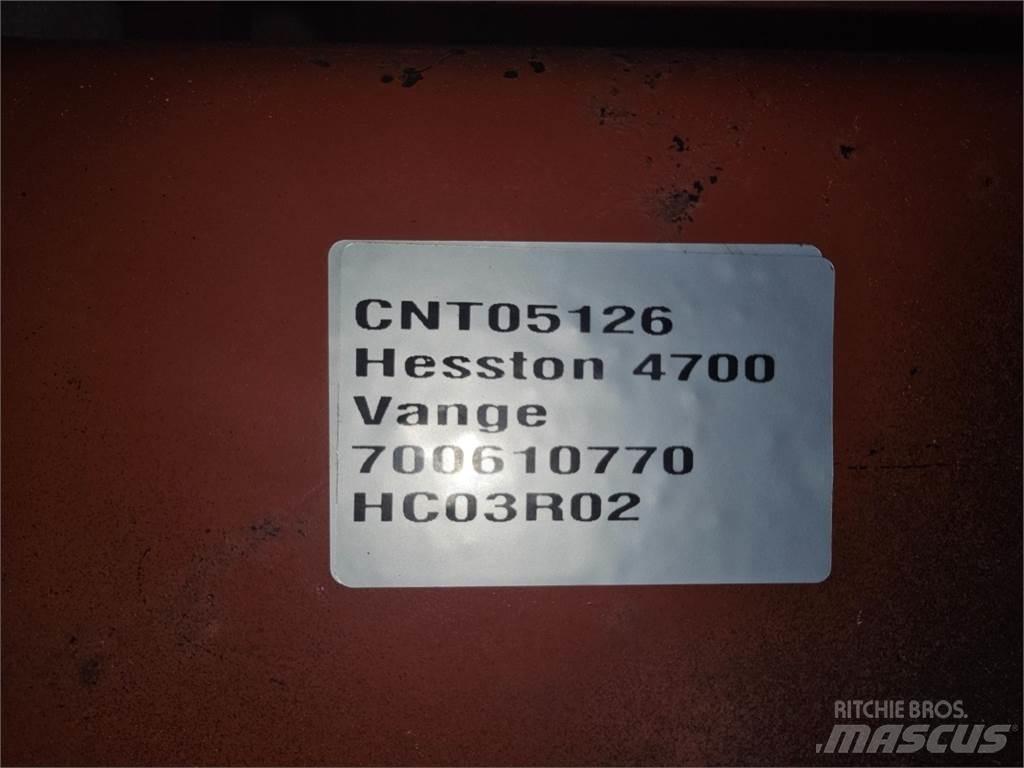 CNT05126
Hesston 4700
Vange
700610770
HC03R02
RITCHIE BROS.
MASCUS